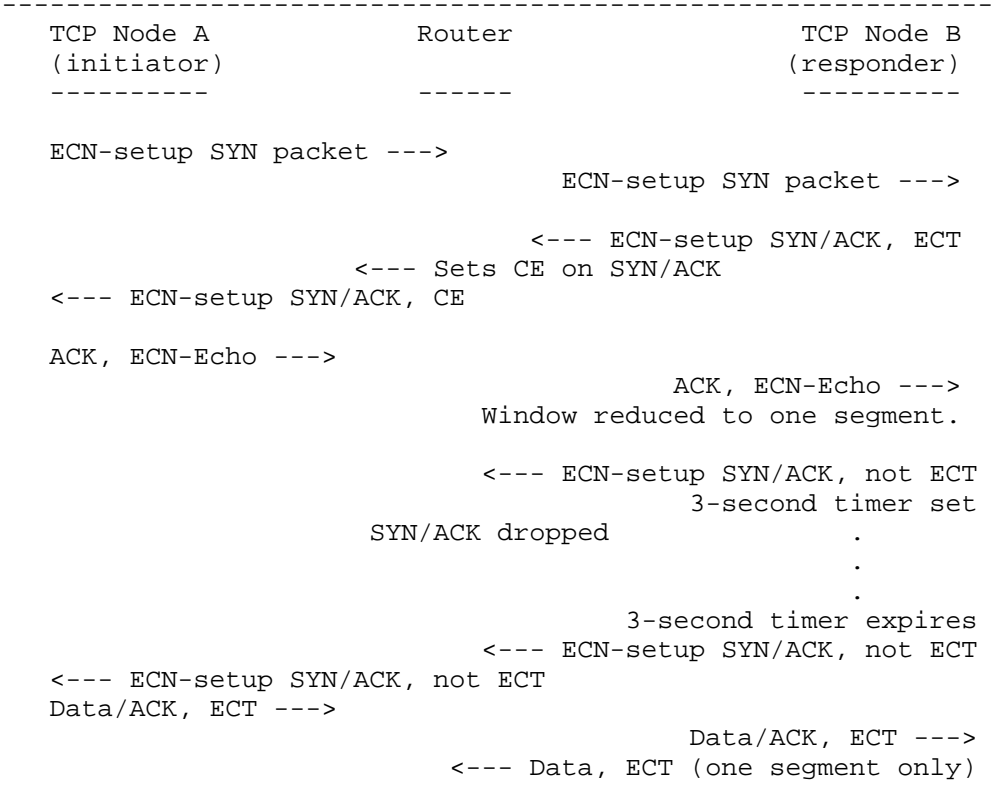 ---------------------------------------------------------------
TCP Node A             Router                  TCP Node B
(initiator)                                   (responder)
----------             ------                  ----------
ECN-setup SYN packet --->
ECN-setup SYN packet --->
<--- ECN-setup SYN/ACK, ECT
<--- Sets CE on SYN/ACK
<--- ECN-setup SYN/ACK, CE
ACK, ECN-Echo --->
ACK, ECN-Echo --->
Window reduced to one segment.
<--- ECN-setup SYN/ACK, not ECT
3-second timer set
SYN/ACK dropped               .
.
.
3-second timer expires
<--- ECN-setup SYN/ACK, not ECT
<--- ECN-setup SYN/ACK, not ECT
Data/ACK, ECT --->
Data/ACK, ECT --->
<--- Data, ECT (one segment only)